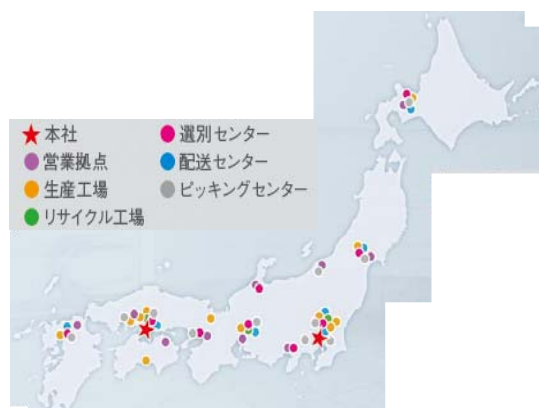 本社
営業拠点
生産工場
リサイクル工場
選別センター
配送センター
ピッキングセンター